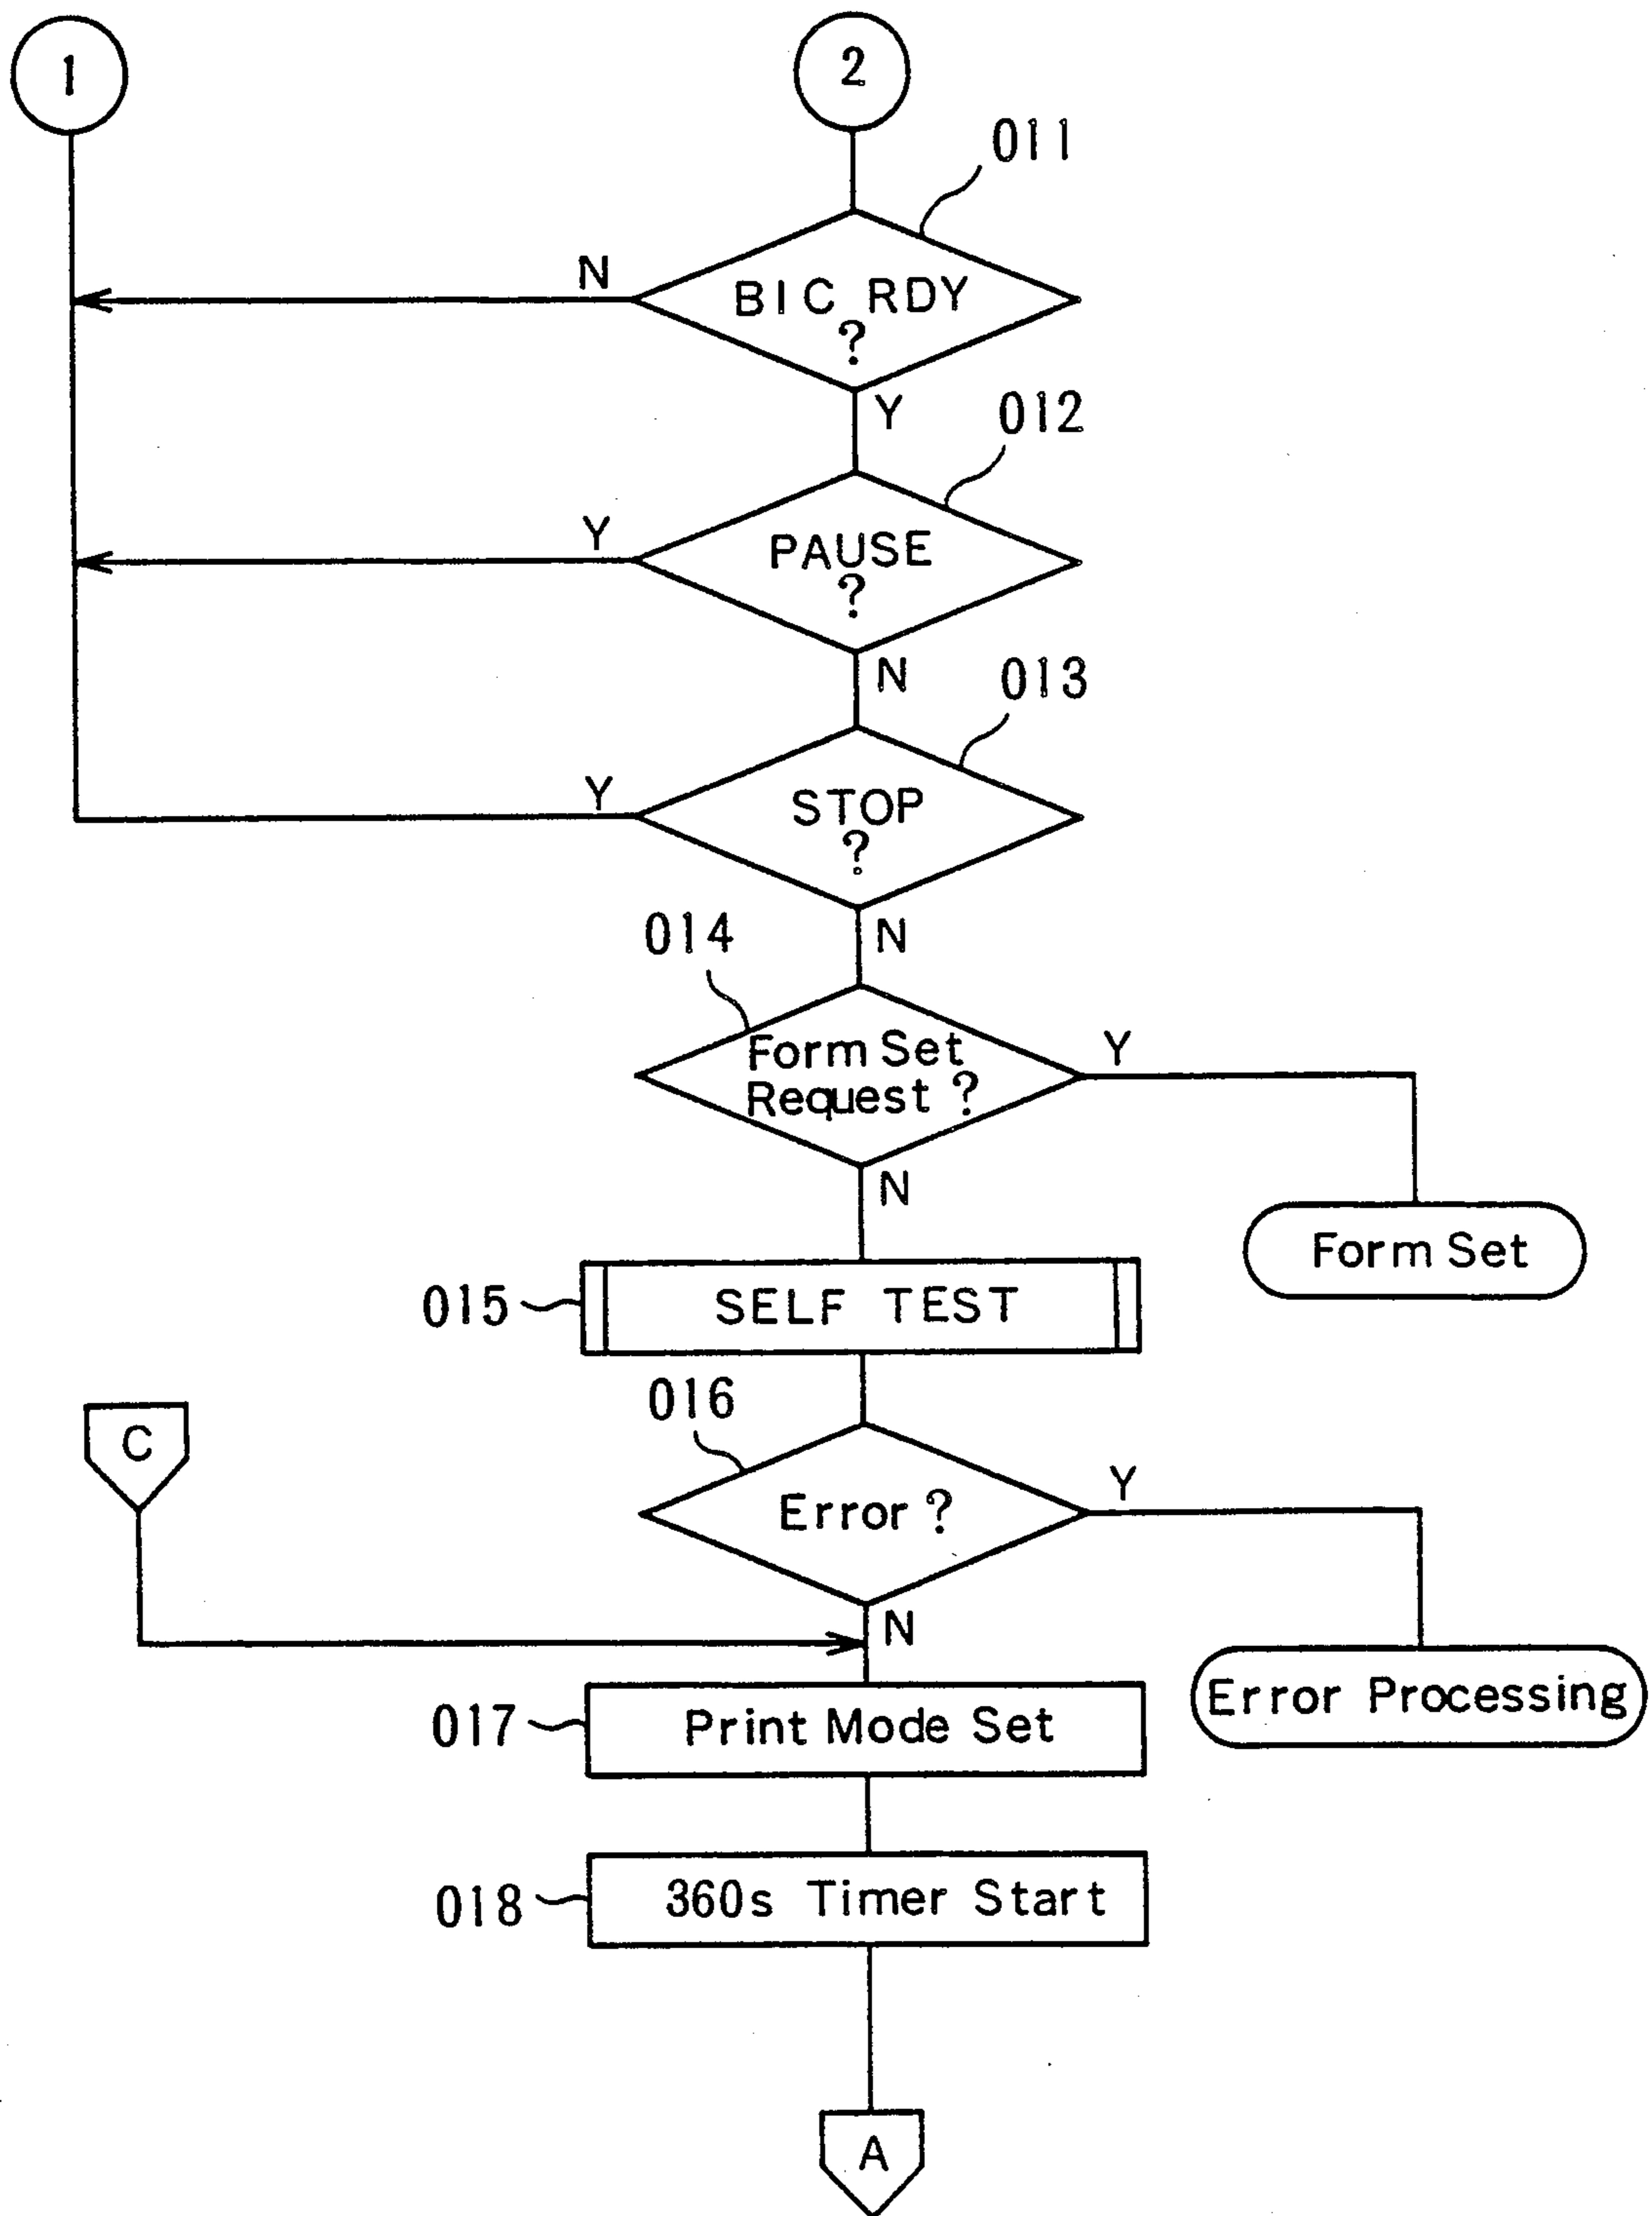 1
2
011
N
BIC RDY
?
Y
012
Y
PAUSE
?
N
013
Y
STOP
?
N
014
Form Set
Request ?
Y
N
Form Set
015
SELF TEST
016
C
Error ?
Y
N
Error Processing
017
Print Mode Set
018
360s Timer Start
A